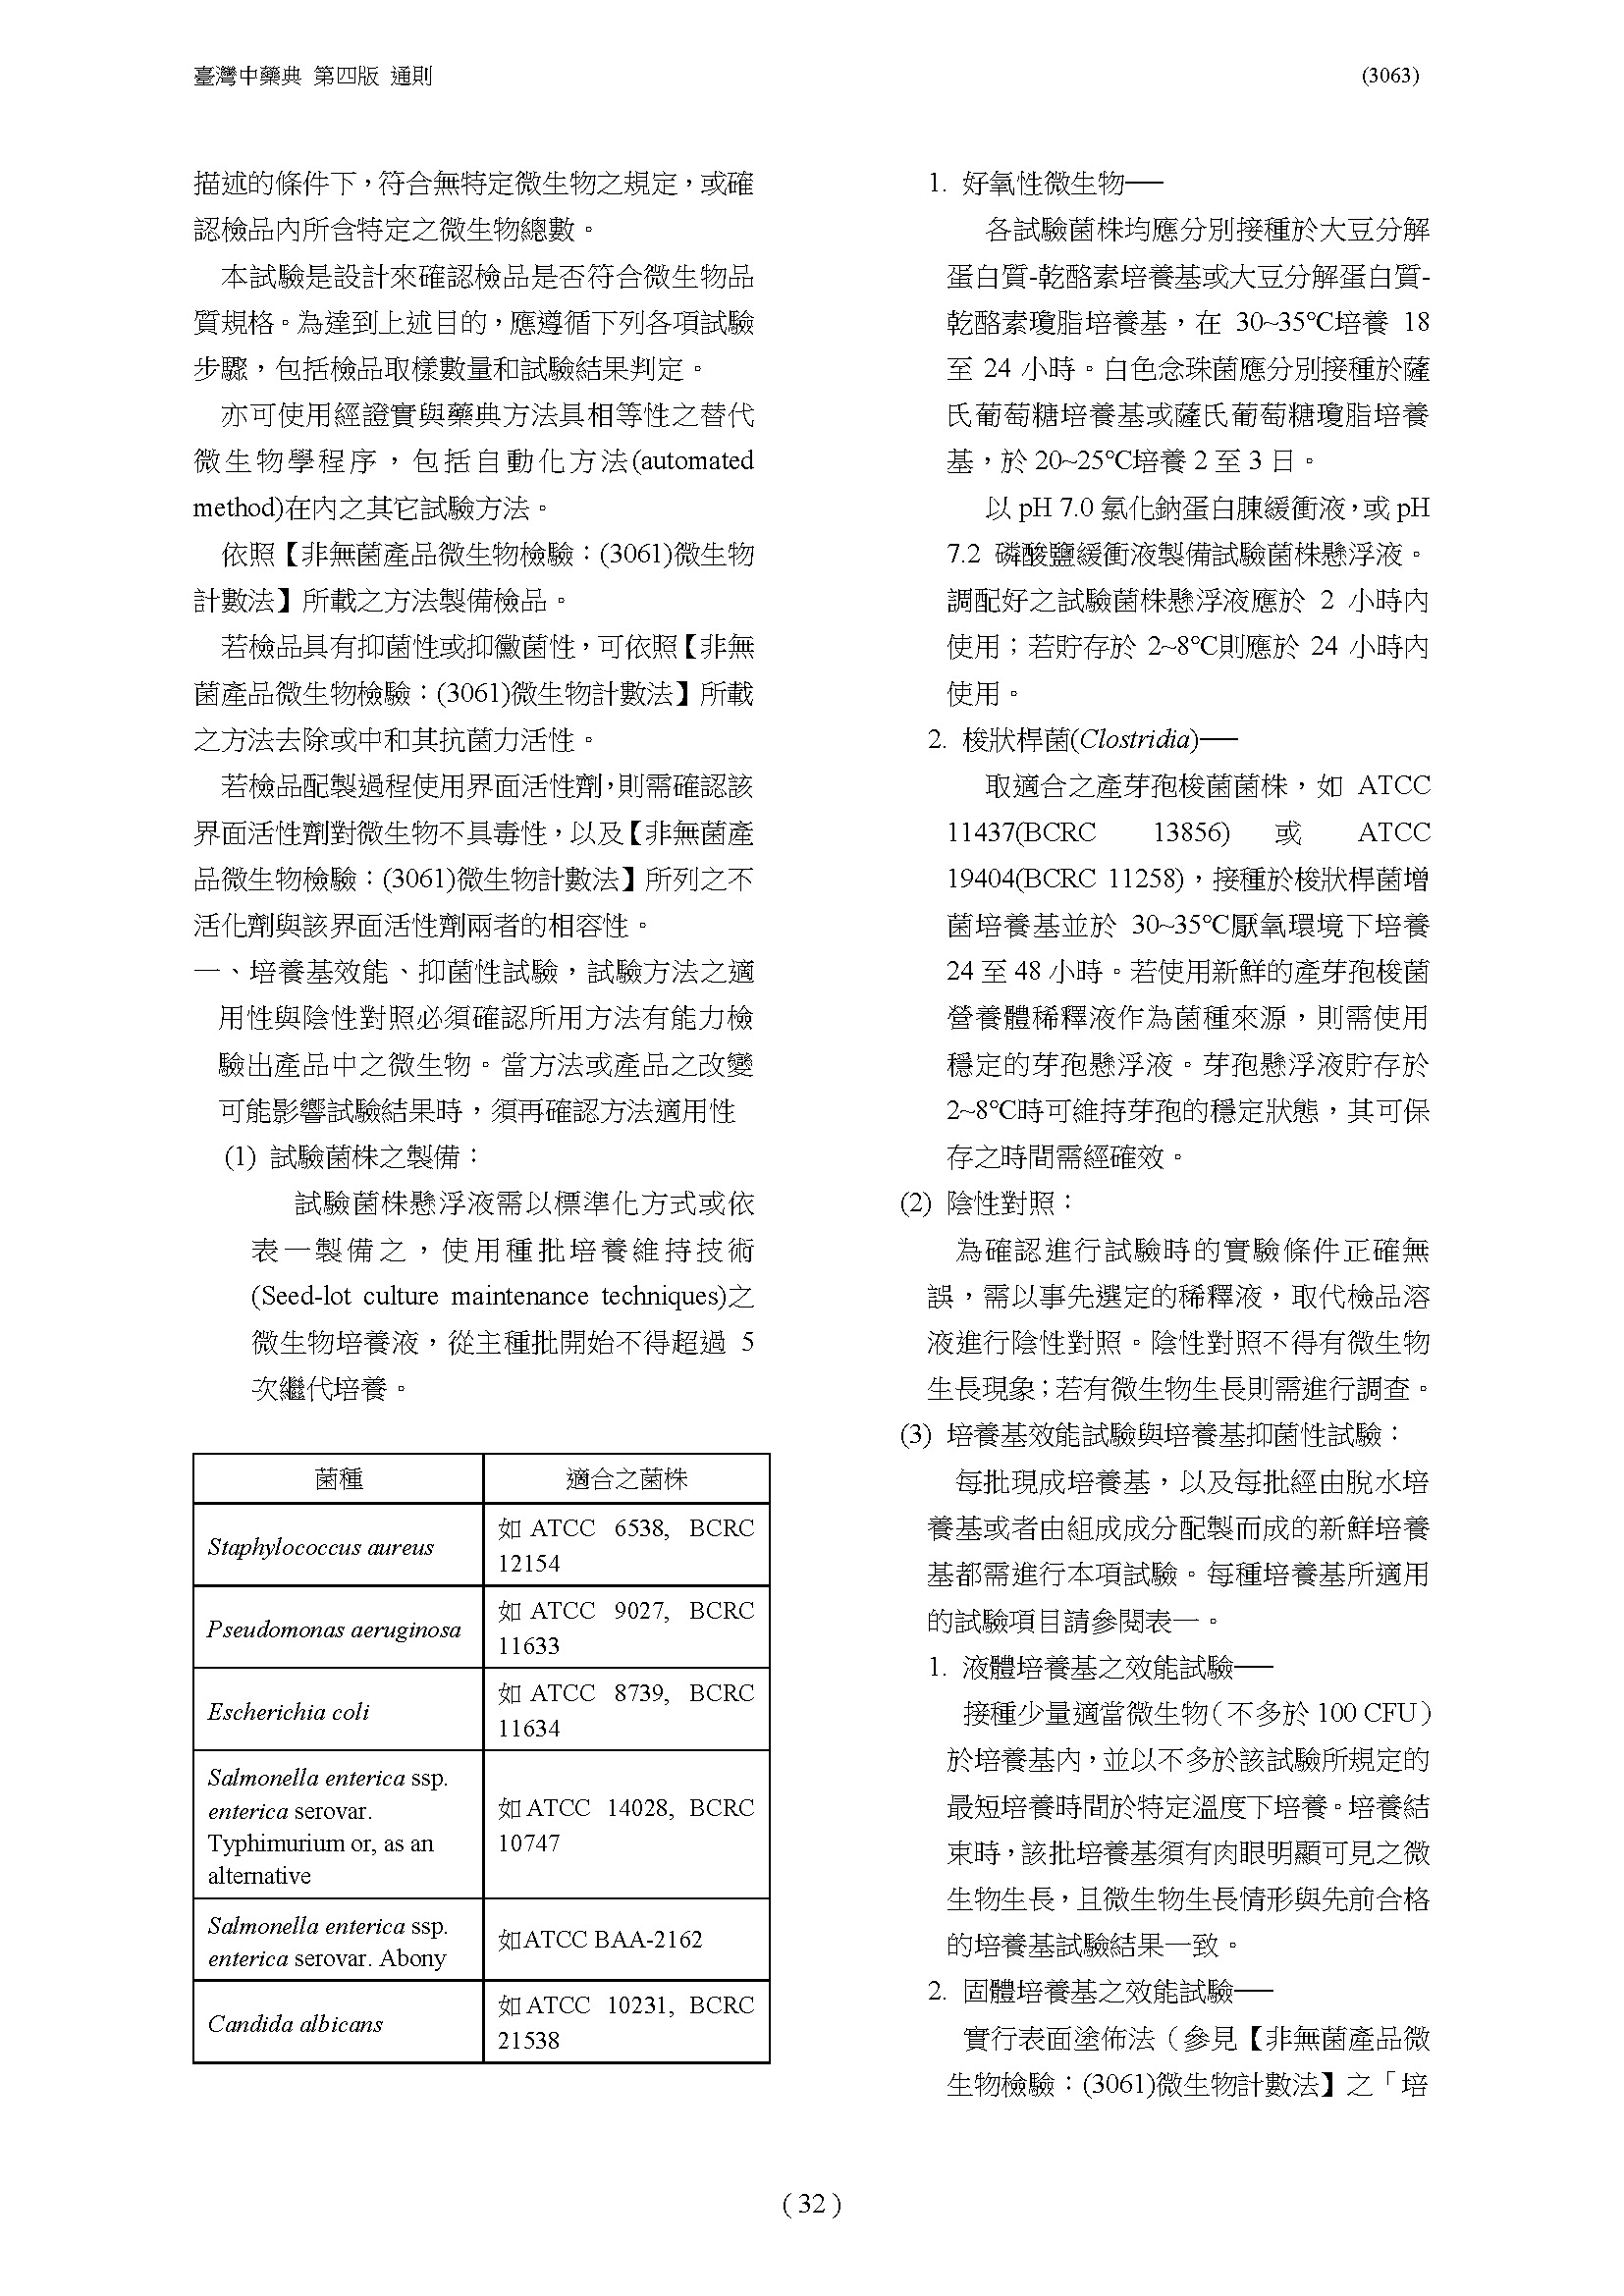 臺灣中藥典 第四版 通則
(3063)
描述的條件下，符合無特定微生物之規定，或確
認檢品內所含特定之微生物總數。
本試驗是設計來確認檢品是否符合微生物品
質規格。為達到上述目的，應遵循下列各項試驗
步驟，包括檢品取樣數量和試驗結果判定。
亦可使用經證實與藥典方法具相等性之替代
微生物學程序，包括自動化方法(automated
method)在內之其它試驗方法。
依照【非無菌產品微生物檢驗：(3061)微生物
計數法】所載之方法製備檢品。
若檢品具有抑菌性或抑黴菌性，可依照【非無
菌產品微生物檢驗：(3061)微生物計數法】所載
之方法去除或中和其抗菌力活性。
若檢品配製過程使用界面活性劑，則需確認該
界面活性劑對微生物不具毒性，以及【非無菌產
品微生物檢驗：(3061)微生物計數法】所列之不
活化劑與該界面活性劑兩者的相容性。
一、培養基效能、抑菌性試驗，試驗方法之適
用性與陰性對照必須確認所用方法有能力檢
驗出產品中之微生物。當方法或產品之改變
可能影響試驗結果時，須再確認方法適用性
(1) 試驗菌株之製備：
試驗菌株懸浮液需以標準化方式或依
表一製備之，使用種批培養維持技術
(Seed-lot culture maintenance techniques)之
微生物培養液，從主種批開始不得超過 5
次繼代培養。
菌種 適合之菌株
Staphylococcus aureus
如 ATCC 6538, BCRC
12154
Pseudomonas aeruginosa
如 ATCC 9027, BCRC
11633
Escherichia coli
如 ATCC 8739, BCRC
11634
Salmonella enterica ssp.
enterica serovar.
Typhimurium or, as an
alternative
如 ATCC 14028, BCRC
10747
Salmonella enterica ssp.
enterica serovar. Abony
如ATCC BAA-2162
Candida albicans
如 ATCC 10231, BCRC
21538
1. 好氧性微生物──
各試驗菌株均應分別接種於大豆分解
蛋白質-乾酪素培養基或大豆分解蛋白質-
乾酪素瓊脂培養基，在 30~35℃培養 18
至 24 小時。白色念珠菌應分別接種於薩
氏葡萄糖培養基或薩氏葡萄糖瓊脂培養
基，於 20~25℃培養 2 至 3 日。
以 pH 7.0 氯化鈉蛋白腖緩衝液，或 pH
7.2 磷酸鹽緩衝液製備試驗菌株懸浮液。
調配好之試驗菌株懸浮液應於 2 小時內
使用；若貯存於 2~8℃則應於 24 小時內
使用。
2. 梭狀桿菌(Clostridia)──
取適合之產芽孢梭菌菌株，如 ATCC
11437(BCRC 13856) 或 ATCC
19404(BCRC 11258)，接種於梭狀桿菌增
菌培養基並於 30~35℃厭氧環境下培養
24 至 48 小時。若使用新鮮的產芽孢梭菌
營養體稀釋液作為菌種來源，則需使用
穩定的芽孢懸浮液。芽孢懸浮液貯存於
2~8℃時可維持芽孢的穩定狀態，其可保
存之時間需經確效。
(2) 陰性對照：
為確認進行試驗時的實驗條件正確無
誤，需以事先選定的稀釋液，取代檢品溶
液進行陰性對照。陰性對照不得有微生物
生長現象；若有微生物生長則需進行調查。
(3) 培養基效能試驗與培養基抑菌性試驗：
每批現成培養基，以及每批經由脫水培
養基或者由組成成分配製而成的新鮮培養
基都需進行本項試驗。每種培養基所適用
的試驗項目請參閱表一。
1. 液體培養基之效能試驗──
接種少量適當微生物（不多於 100 CFU）
於培養基內，並以不多於該試驗所規定的
最短培養時間於特定溫度下培養。培養結
束時，該批培養基須有肉眼明顯可見之微
生物生長，且微生物生長情形與先前合格
的培養基試驗結果一致。
2. 固體培養基之效能試驗──
實行表面塗佈法（參見【非無菌產品微
生物檢驗：(3061)微生物計數法】之「培
( 32 )